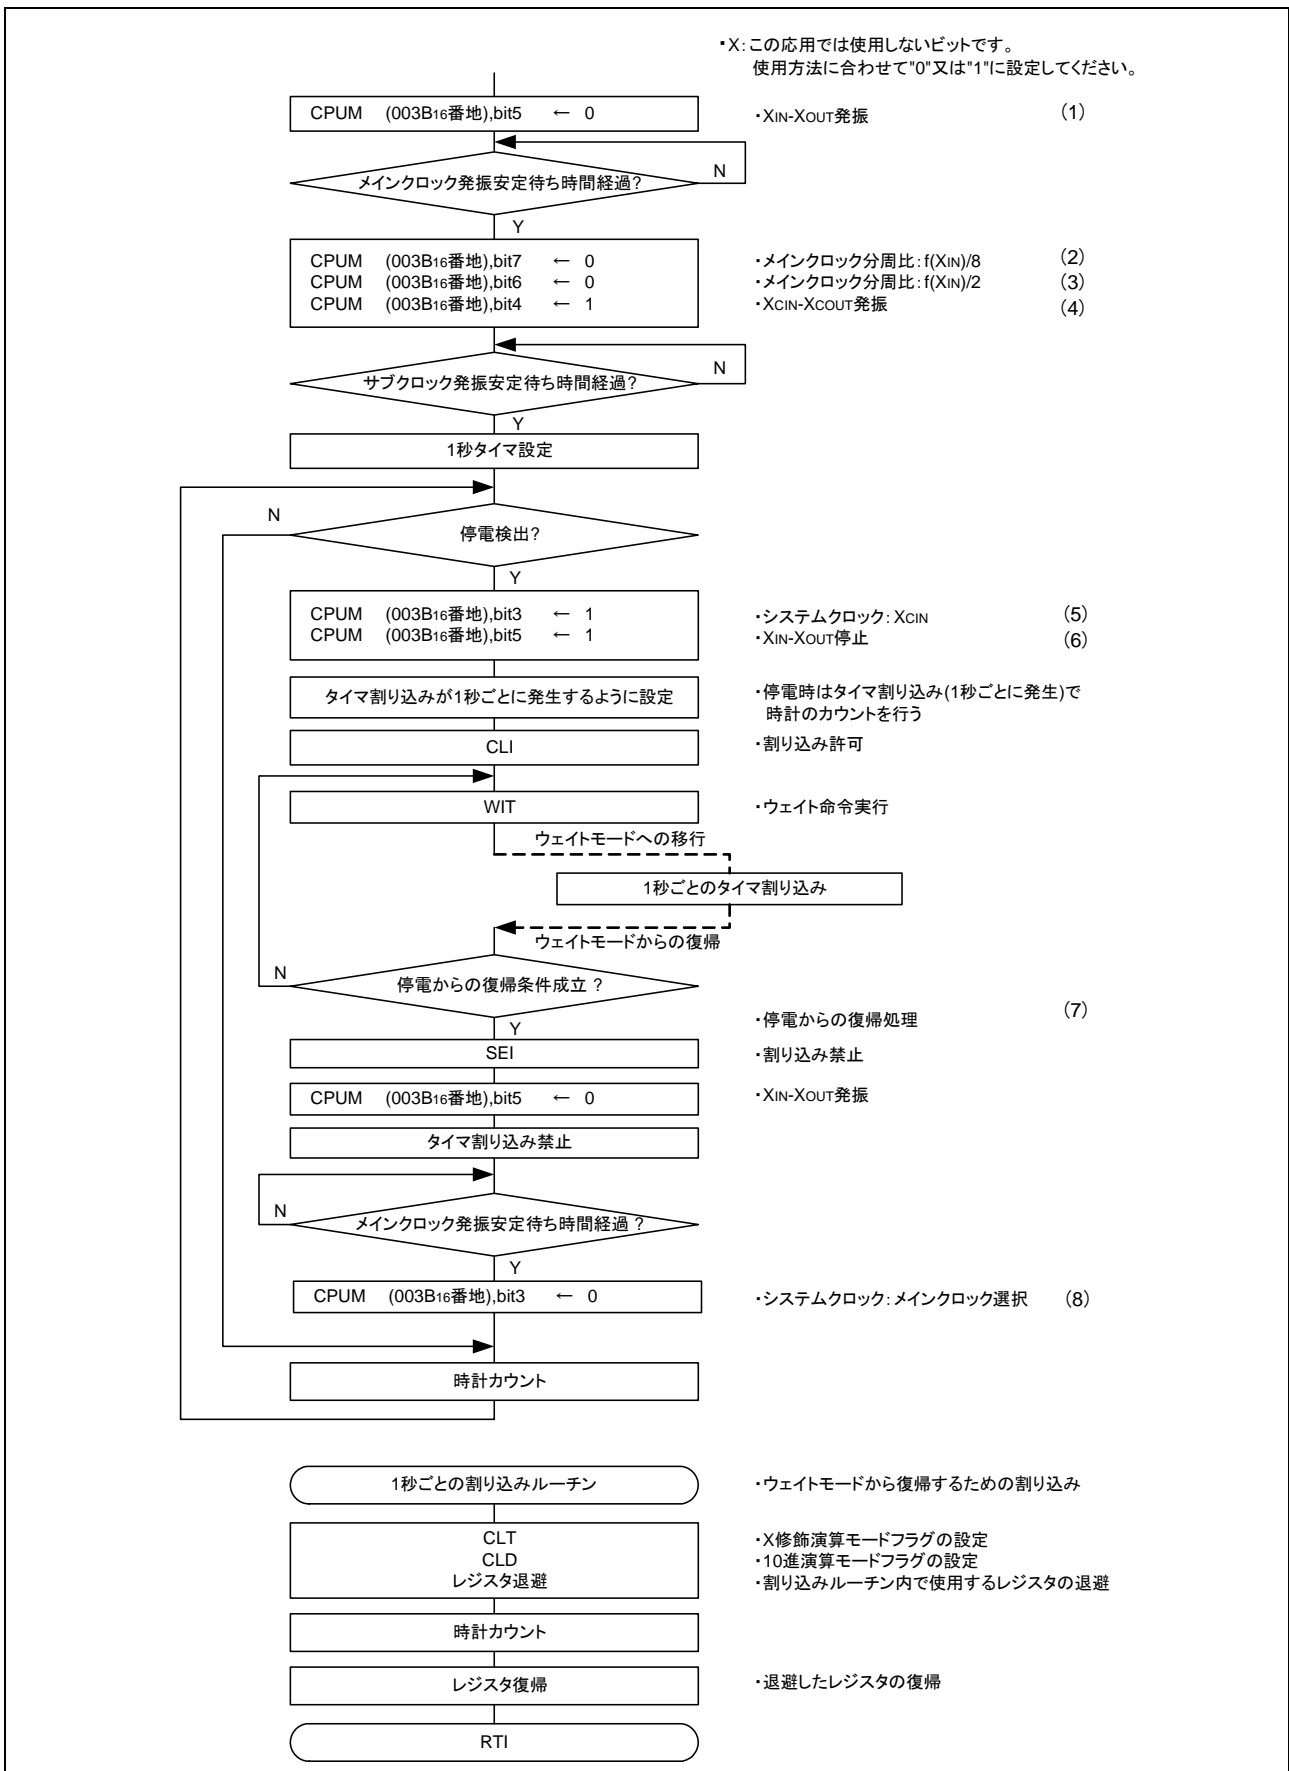 ・X：この応用では使用しないビットです。
使用方法に合わせて"0"又は"1"に設定してください。
CPUM (003B16番地),bit5 ← 0 ・XIN-XOUT発振 (1)
メインクロック発振安定待ち時間経過？ N
Y
CPUM (003B16番地),bit7 ← 0 ・メインクロック分周比：f(XIN)/8 (2)
CPUM (003B16番地),bit6 ← 0 ・メインクロック分周比：f(XIN)/2 (3)
CPUM (003B16番地),bit4 ← 1 ・XCIN-XCOUT発振 (4)
サブクロック発振安定待ち時間経過？ N
Y
1秒タイマ設定
N
停電検出？
Y
CPUM (003B16番地),bit3 ← 1 ・システムクロック：XCIN (5)
CPUM (003B16番地),bit5 ← 1 ・XIN-XOUT停止 (6)
タイマ割り込みが1秒ごとに発生するように設定 ・停電時はタイマ割り込み(1秒ごとに発生)で
時計のカウントを行う
CLI ・割り込み許可
WIT ・ウェイト命令実行
ウェイトモードへの移行
1秒ごとのタイマ割り込み
ウェイトモードからの復帰
N
停電からの復帰条件成立？
・停電からの復帰処理 (7)
Y
SEI ・割り込み禁止
CPUM (003B16番地),bit5 ← 0 ・XIN-XOUT発振
タイマ割り込み禁止
N
メインクロック発振安定待ち時間経過？
Y
CPUM (003B16番地),bit3 ← 0 ・システムクロック：メインクロック選択 (8)
時計カウント
1秒ごとの割り込みルーチン ・ウェイトモードから復帰するための割り込み
CLT ・X修飾演算モードフラグの設定
CLD ・10進演算モードフラグの設定
レジスタ退避 ・割り込みルーチン内で使用するレジスタの退避
時計カウント
レジスタ復帰 ・退避したレジスタの復帰
RTI